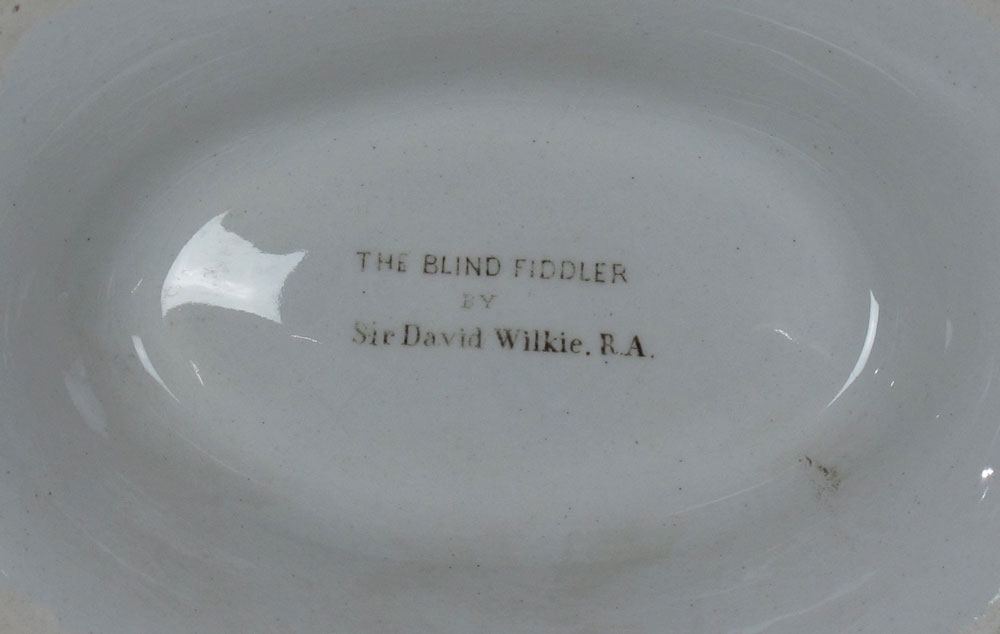 THE BLIND FIDDLER
BY
Sir David Wilkie. R.A.